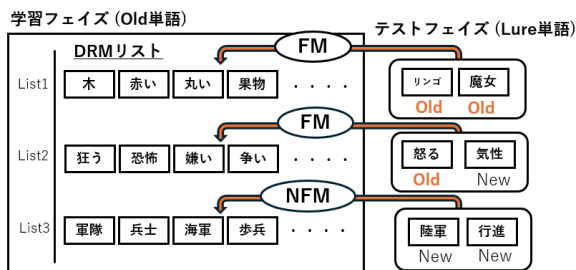 学習フェイズ (Old単語)
テストフェイズ (Lure単語)
DRMリスト
FM
List1
木 赤い 丸い 果物 ・・・・
リンゴ 魔女
Old Old
FM
List2
狂う 恐怖 嫌い 争い ・・・・
怒る 気性
Old New
NFM
List3
軍隊 兵士 海軍 歩兵 ・・・・
陸軍 行進
New New